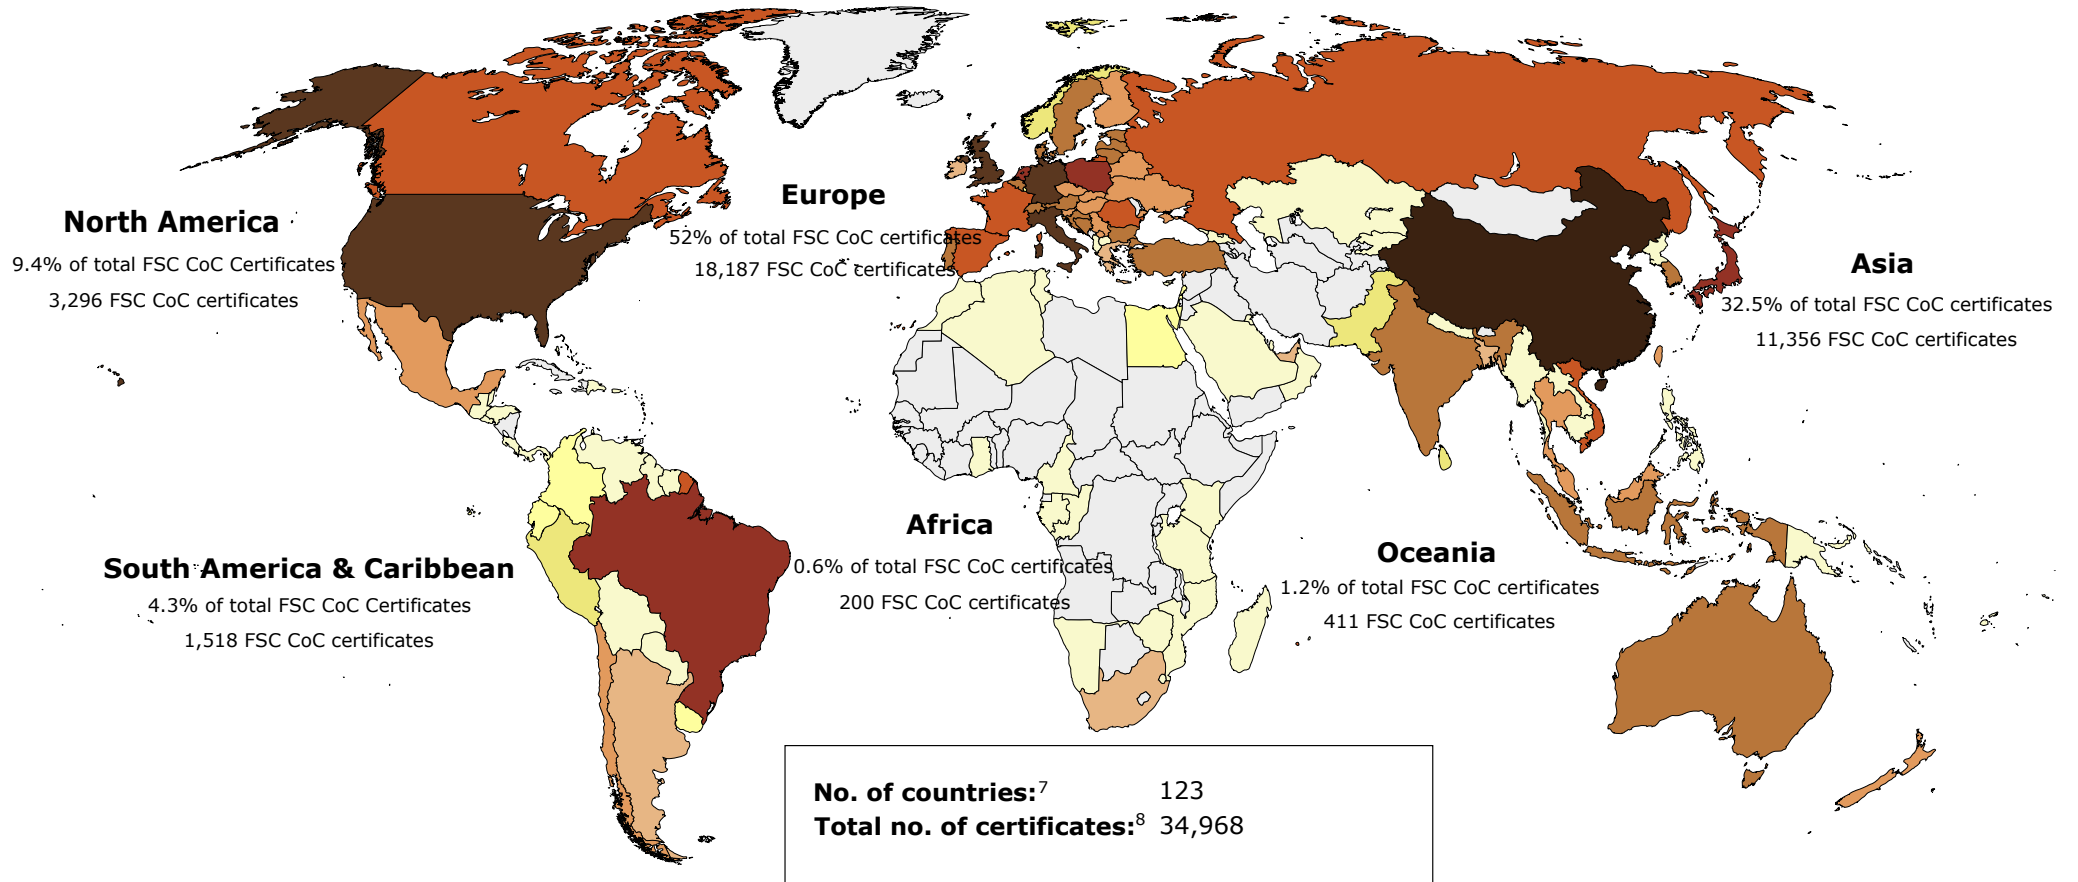 North America
9.4% of total FSC CoC Certificates
3,296 FSC CoC certificates
Europe
52% of total FSC CoC certificates
18,187 FSC CoC certificates
Asia
32.5% of total FSC CoC certificates
11,356 FSC CoC certificates
South America & Caribbean
4.3% of total FSC CoC Certificates
1,518 FSC CoC certificates
Africa
0.6% of total FSC CoC certificates
200 FSC CoC certificates
Oceania
1.2% of total FSC CoC certificates
411 FSC CoC certificates
No. of countries:⁷ 123
Total no. of certificates:⁸ 34,968